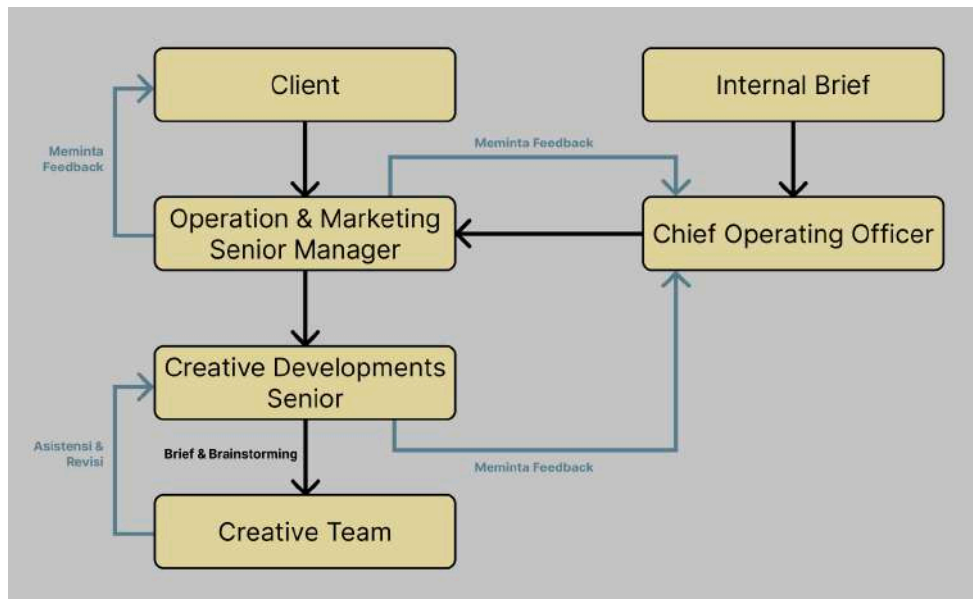 Client
Internal Brief
Meminta
Feedback
Meminta Feedback
Operation & Marketing
Senior Manager
Chief Operating Officer
Creative Developments
Senior
Asistensi &
Revisi
Brief & Brainstorming
Meminta Feedback
Creative Team